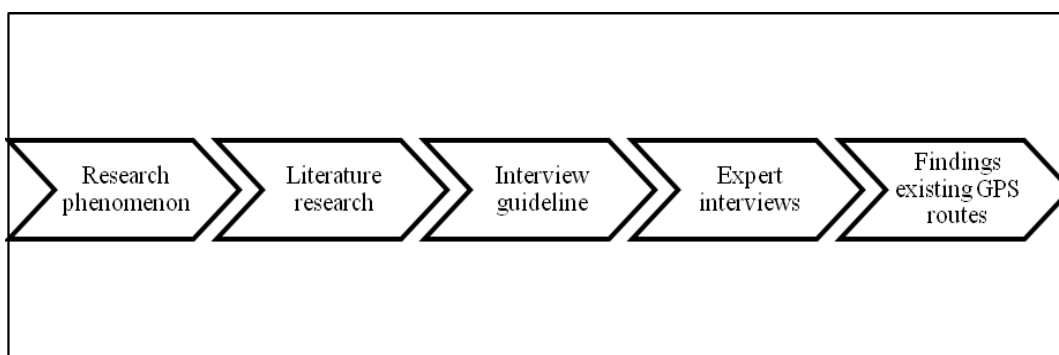 Research
phenomenon
Literature
research
Interview
guideline
Expert
interviews
Findings
existing GPS
routes